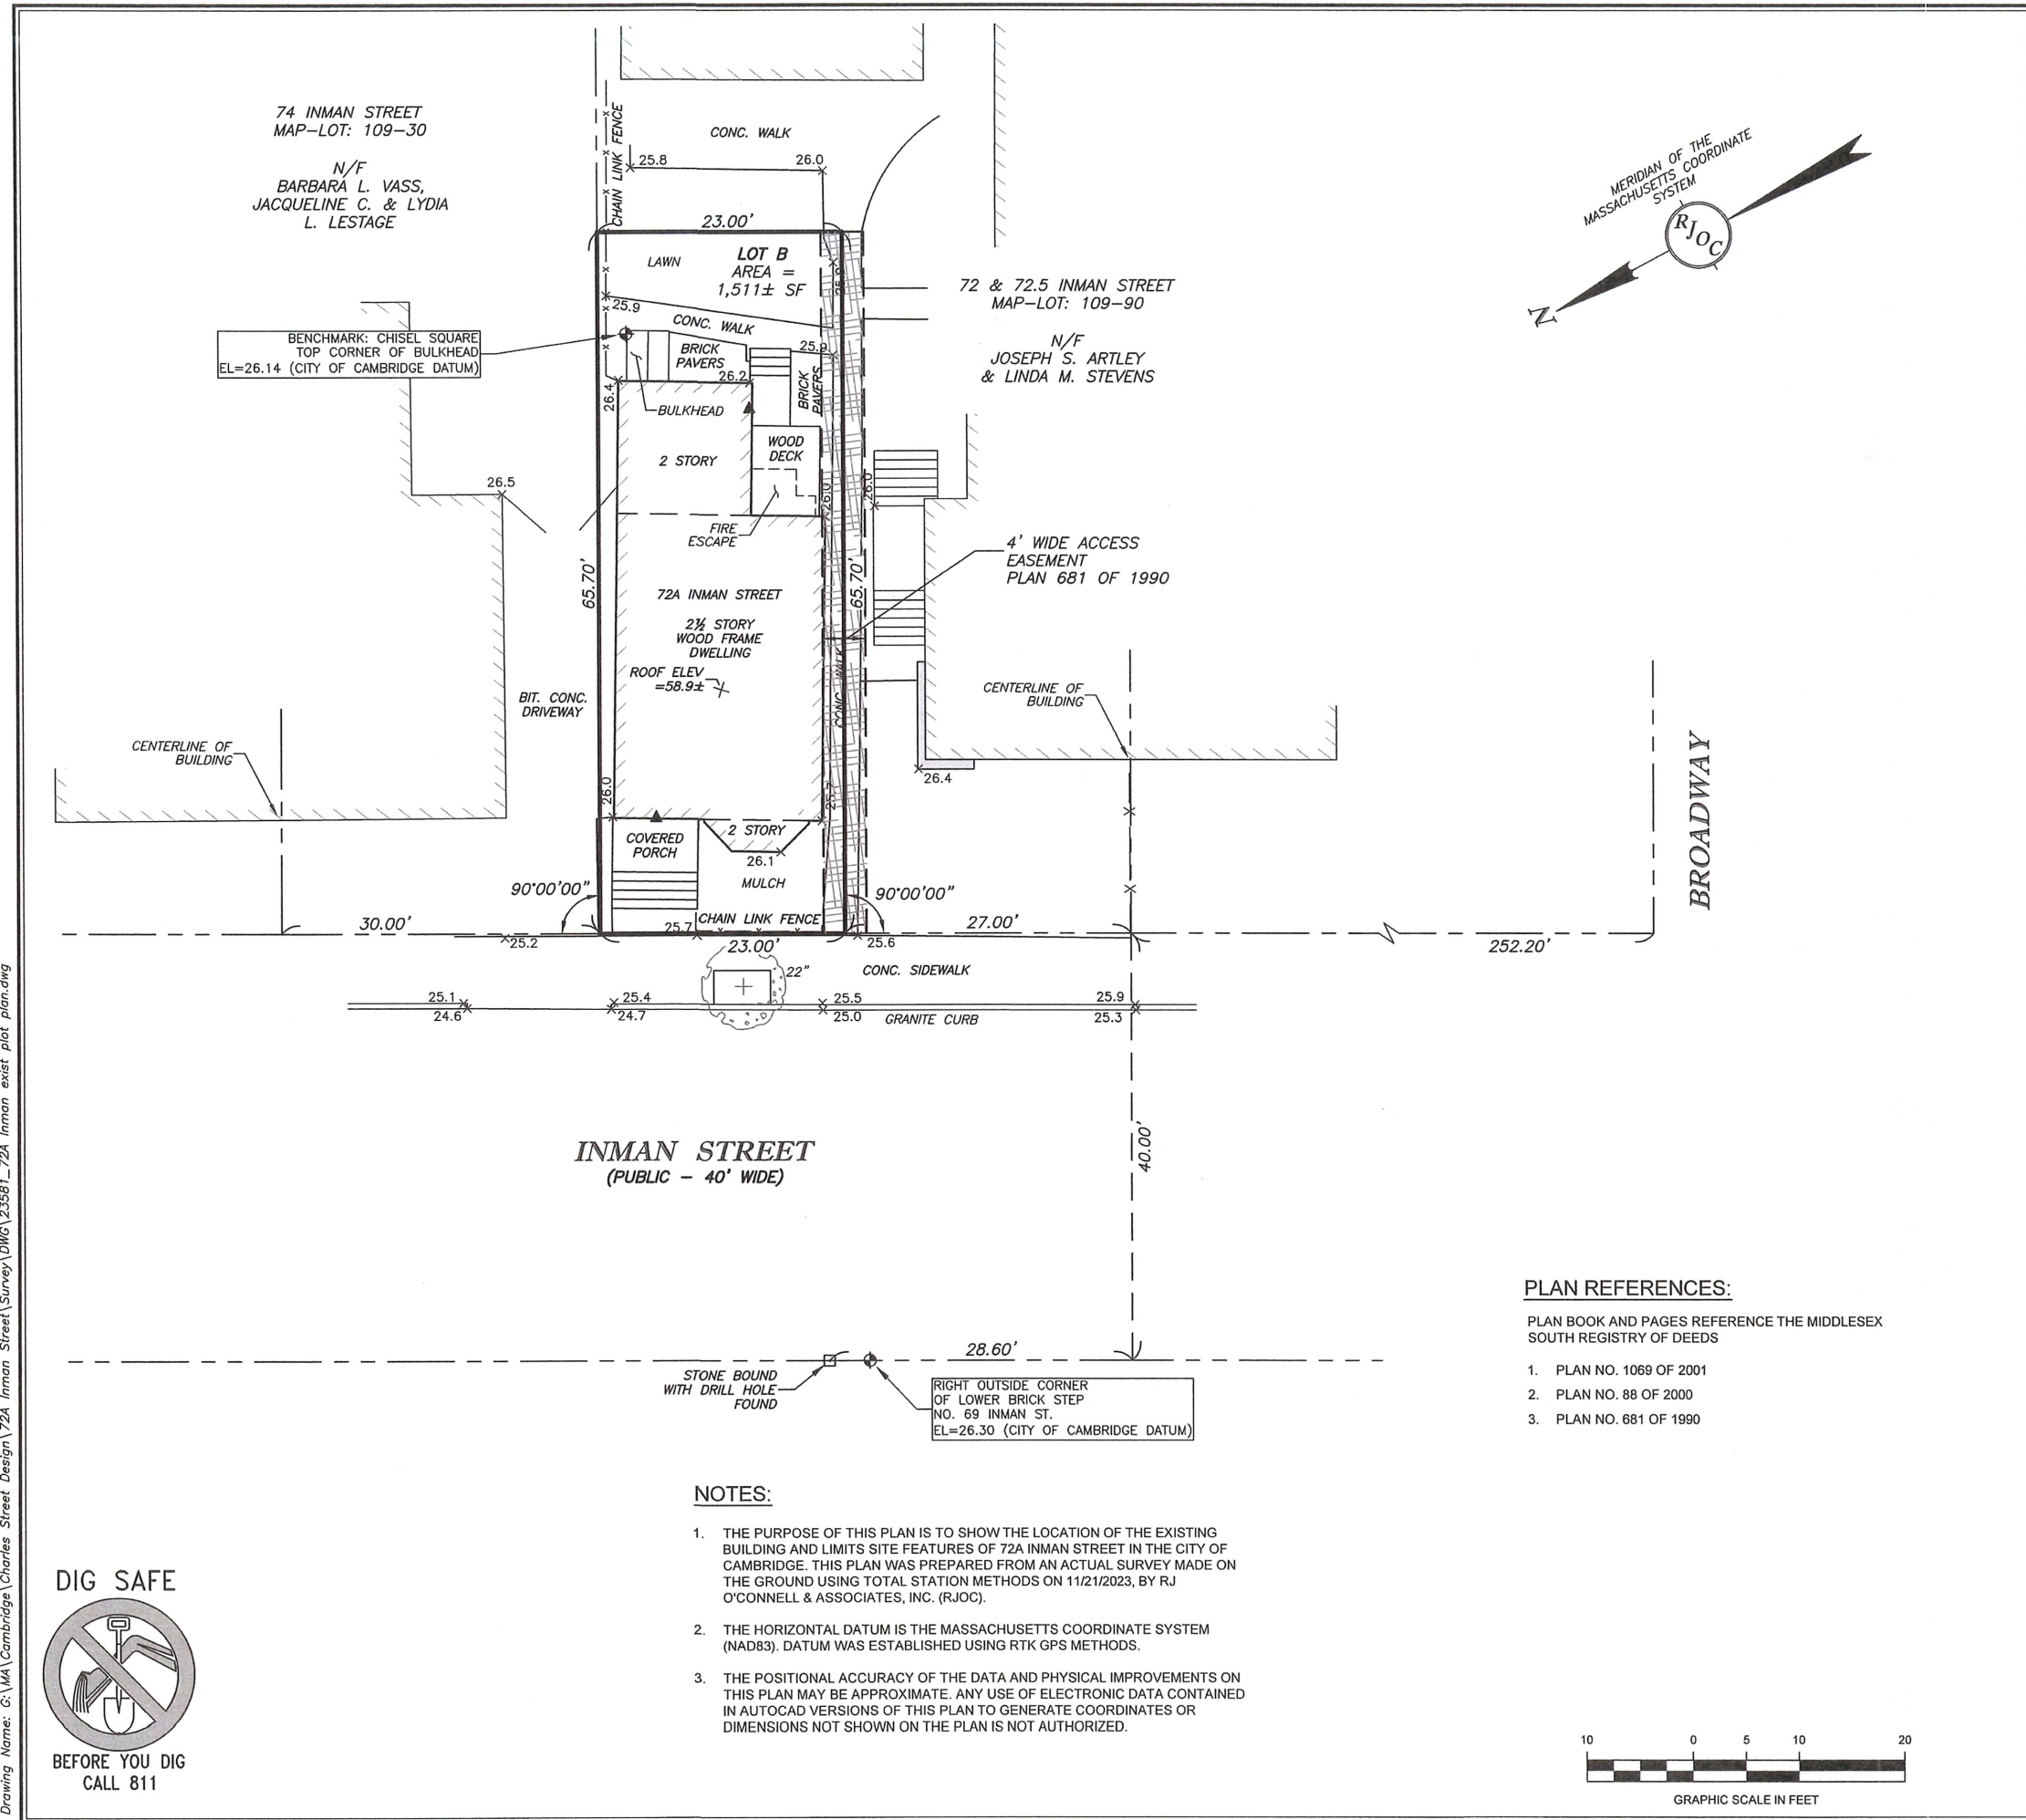 74 INMAN STREET
MAP-LOT: 109-30
N/F
BARBARA L. VASS,
JACQUELINE C. & LYDIA
L. LESTAGE
CHAIN LINK FENCE
CONC. WALK
25.8
26.0
23.00'
MERIDIAN OF THE
MASSACHUSETTS COORDINATE
SYSTEM
RJOC
N
LAWN
LOT B
AREA =
1,511± SF
72 & 72.5 INMAN STREET
MAP-LOT: 109-90
N/F
JOSEPH S. ARTLEY
& LINDA M. STEVENS
25.9
CONC. WALK
BENCHMARK: CHISEL SQUARE
TOP CORNER OF BULKHEAD
EL=26.14 (CITY OF CAMBRIDGE DATUM)
BRICK
PAVERS
25.9
26.2
BRICK
PAVERS
26.4
BULKHEAD
WOOD
DECK
2 STORY
26.5
26.0
26.0
FIRE
ESCAPE
4' WIDE ACCESS
EASEMENT
PLAN 681 OF 1990
65.70'
65.70'
72A INMAN STREET
2½ STORY
WOOD FRAME
DWELLING
ROOF ELEV
=58.9±
CONC. WALK
BIT. CONC.
DRIVEWAY
CENTERLINE OF
BUILDING
CENTERLINE OF
BUILDING
BROADWAY
26.4
26.0
COVERED
PORCH
2 STORY
26.1
MULCH
90°00'00"
90°00'00"
CHAIN LINK FENCE
30.00'
25.7
27.00'
252.20'
25.2
23.00'
25.6
22"
CONC. SIDEWALK
25.1
25.4
25.5
25.9
24.6
24.7
25.0
GRANITE CURB
25.3
INMAN STREET
(PUBLIC - 40' WIDE)
40.00'
28.60'
STONE BOUND
WITH DRILL HOLE
FOUND
RIGHT OUTSIDE CORNER
OF LOWER BRICK STEP
NO. 69 INMAN ST.
EL=26.30 (CITY OF CAMBRIDGE DATUM)
PLAN REFERENCES:
PLAN BOOK AND PAGES REFERENCE THE MIDDLESEX
SOUTH REGISTRY OF DEEDS
1. PLAN NO. 1069 OF 2001
2. PLAN NO. 88 OF 2000
3. PLAN NO. 681 OF 1990
NOTES:
1. THE PURPOSE OF THIS PLAN IS TO SHOW THE LOCATION OF THE EXISTING
BUILDING AND LIMITS SITE FEATURES OF 72A INMAN STREET IN THE CITY OF
CAMBRIDGE. THIS PLAN WAS PREPARED FROM AN ACTUAL SURVEY MADE ON
THE GROUND USING TOTAL STATION METHODS ON 11/21/2023, BY RJ
O'CONNELL & ASSOCIATES, INC. (RJOC).
2. THE HORIZONTAL DATUM IS THE MASSACHUSETTS COORDINATE SYSTEM
(NAD83). DATUM WAS ESTABLISHED USING RTK GPS METHODS.
3. THE POSITIONAL ACCURACY OF THE DATA AND PHYSICAL IMPROVEMENTS ON
THIS PLAN MAY BE APPROXIMATE. ANY USE OF ELECTRONIC DATA CONTAINED
IN AUTOCAD VERSIONS OF THIS PLAN TO GENERATE COORDINATES OR
DIMENSIONS NOT SHOWN ON THE PLAN IS NOT AUTHORIZED.
DIG SAFE
BEFORE YOU DIG
CALL 811
10 0 5 10 20
GRAPHIC SCALE IN FEET
Drawing Name: G:\MA\Cambridge\Charles Street Design\72A Inman Street\Survey\DWG\23581_72A Inman exist plot plan.dwg